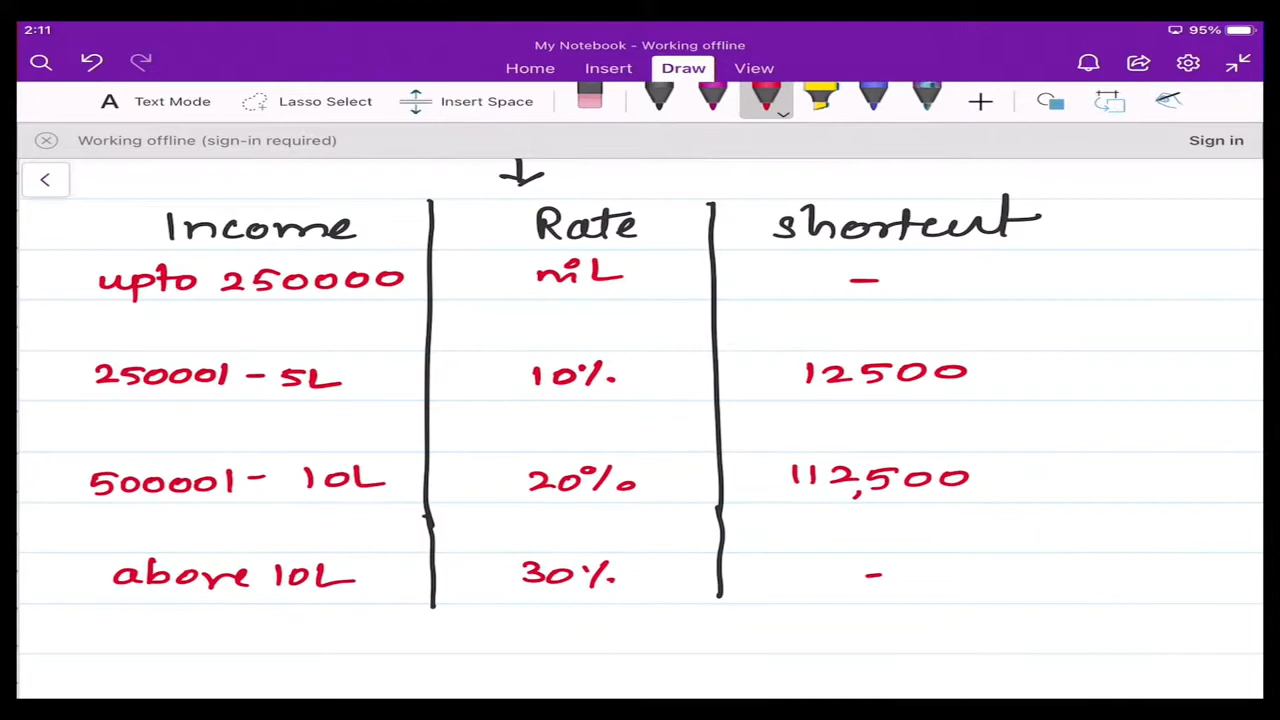 2:11
95%
My Notebook - Working offline
Home Insert Draw View
A Text Mode Lasso Select Insert Space
Working offline (sign-in required) Sign in
Income Rate shortcut
upto 250000 niL -
250001 - 5L 10% 12500
500001 - 10L 20% 112,500
above 10L 30% -